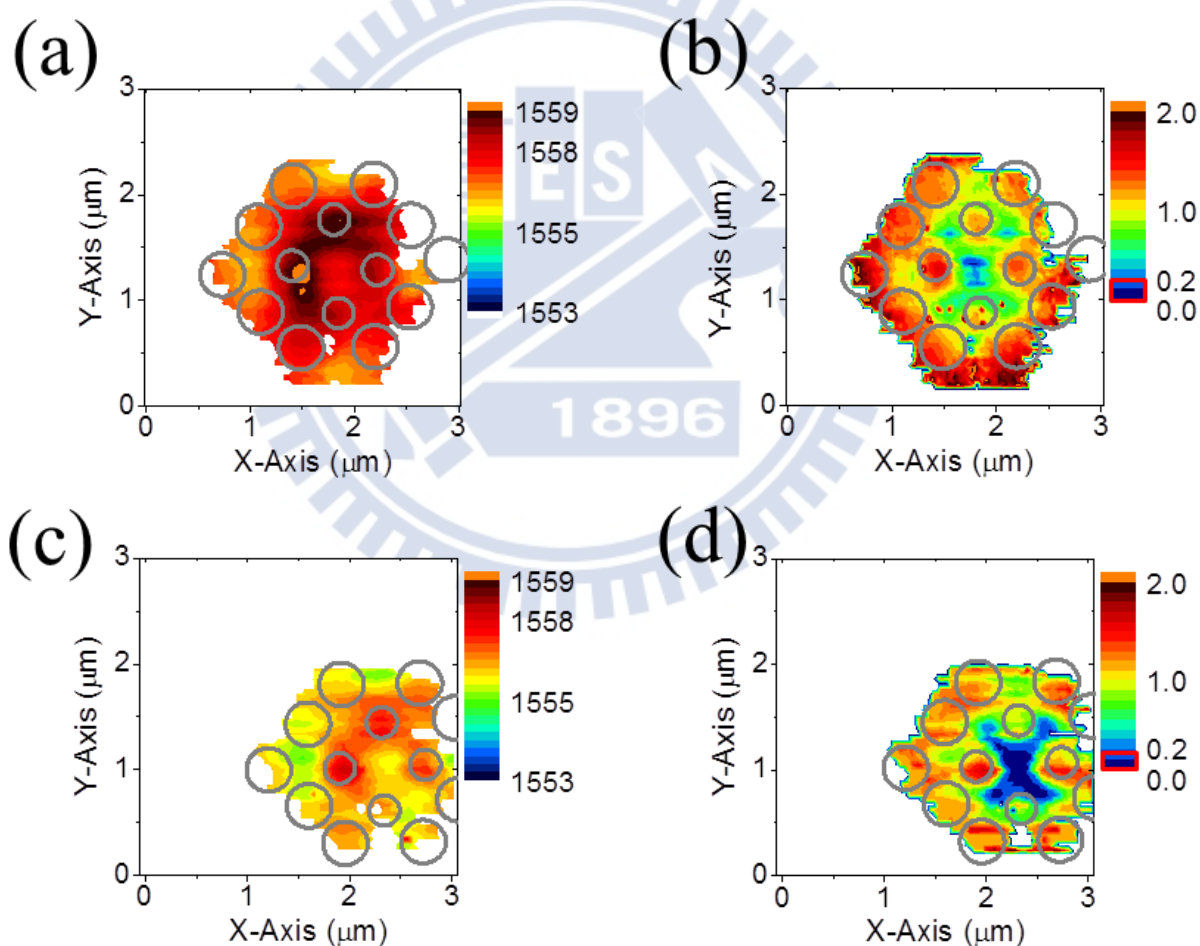 (a)
(b)
3
2
1
0
Y-Axis (μm)
0 1 2 3
X-Axis (μm)
1559
1558
1555
1553
3
2
1
0
Y-Axis (μm)
0 1 2 3
X-Axis (μm)
2.0
1.0
0.2
0.0
E S A
1896
(c)
(d)
3
2
1
0
Y-Axis (μm)
0 1 2 3
X-Axis (μm)
1559
1558
1555
1553
3
2
1
0
Y-Axis (μm)
0 1 2 3
X-Axis (μm)
2.0
1.0
0.2
0.0